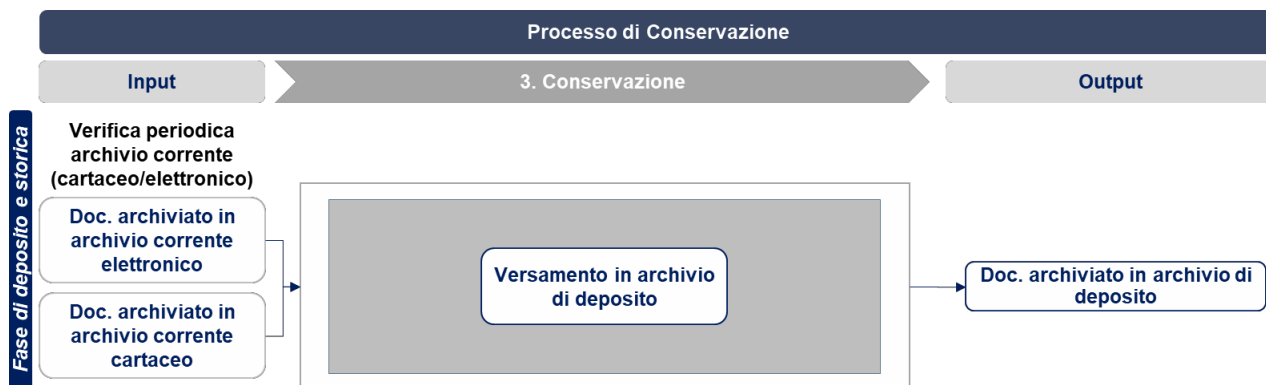 Processo di Conservazione
Input
3. Conservazione
Output
Fase di deposito e storica
Verifica periodica
archivio corrente
(cartaceo/elettronico)
Doc. archiviato in
archivio corrente
elettronico
Doc. archiviato in
archivio corrente
cartaceo
Versamento in archivio
di deposito
Doc. archiviato in archivio di
deposito